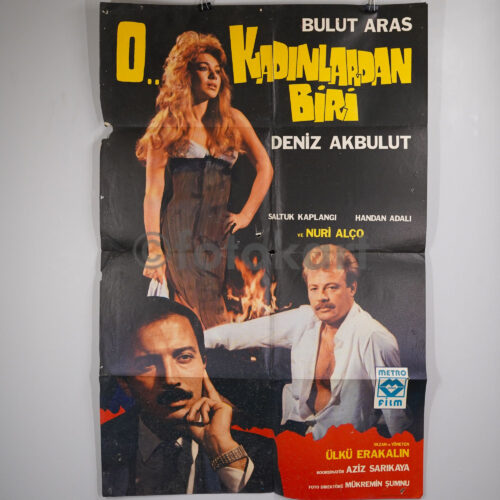 BULUT ARAS
O.. KADINLARDAN
BİRİ
DENİZ AKBULUT
SALTUK KAPLANGI HANDAN ADALI
VE NURİ ALÇO
©fotokart
METRO
FİLM
YAZAN & YÖNETEN
ÜLKÜ ERAKALIN
KOORDİNATÖR AZİZ SARIKAYA
FOTO DİREKTÖRÜ MÜKREMİN ŞUMNU